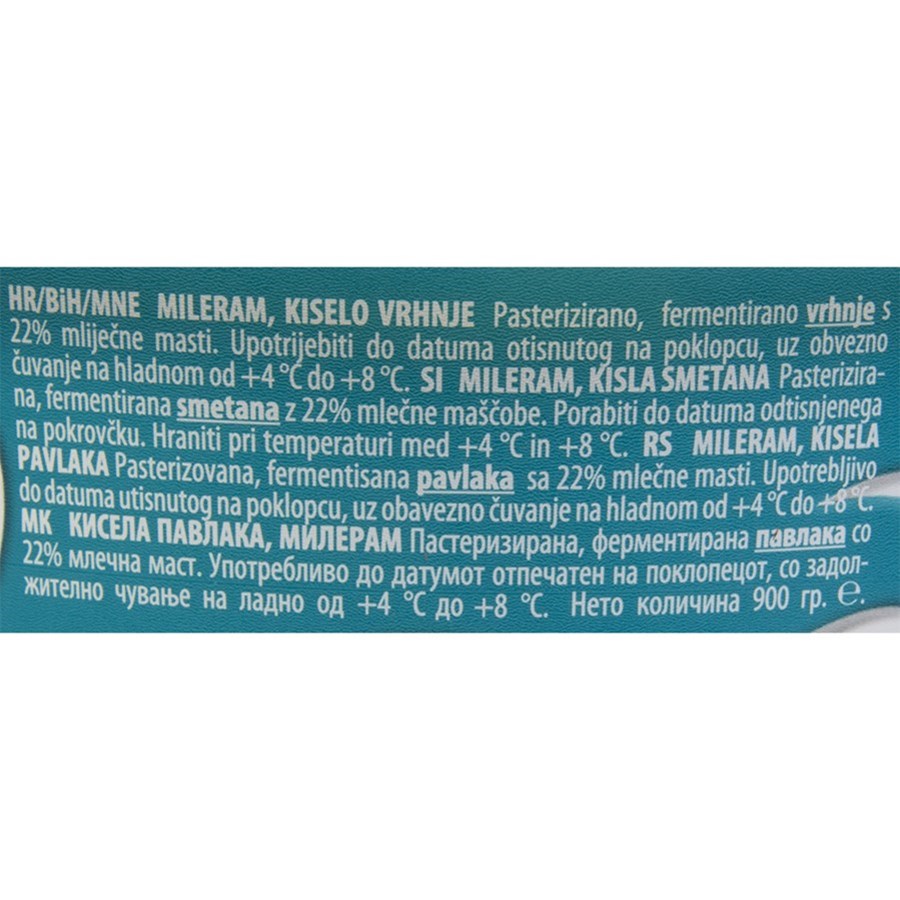 HR/BiH/MNE MILERAM, KISELO VRHNJE Pasterizirano, fermentirano vrhnje s
22% mliječne masti. Upotrijebiti do datuma otisnutog na poklopcu, uz obvezno
čuvanje na hladnom od +4 °C do +8 °C. SI MILERAM, KISLA SMETANA Pasterizira-
na, fermentirana smetana z 22% mlečne maščobe. Porabiti do datuma odtisnjenega
na pokrovčku. Hraniti pri temperaturi med +4 °C in +8 °C. RS MILERAM, KISELA
PAVLAKA Pasterizovana, fermentisana pavlaka sa 22% mlečne masti. Upotrebljivo
do datuma utisnutog na poklopcu, uz obavezno čuvanje na hladnom od +4 °C do +8 °C.
МК КИСЕЛА ПАВЛАКА, МИЛЕРАМ Пастеризирана, ферментирана павлака со
22% млечна маст. Употребливо до датумот отпечатен на поклопецот, со задол-
жително чување на ладно од +4 °C до +8 °C. Нето количина 900 гр. ℮.